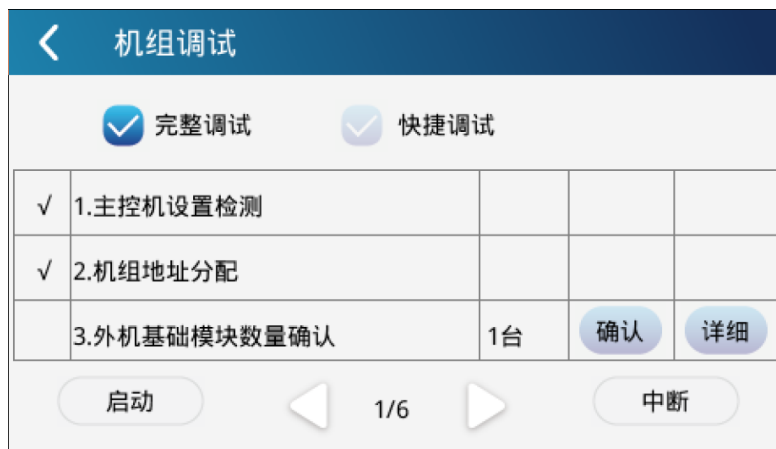 机组调试
完整调试 快捷调试
√ 1.主控机设置检测
√ 2.机组地址分配
3.外机基础模块数量确认 1台 确认 详细
启动 1/6 中断